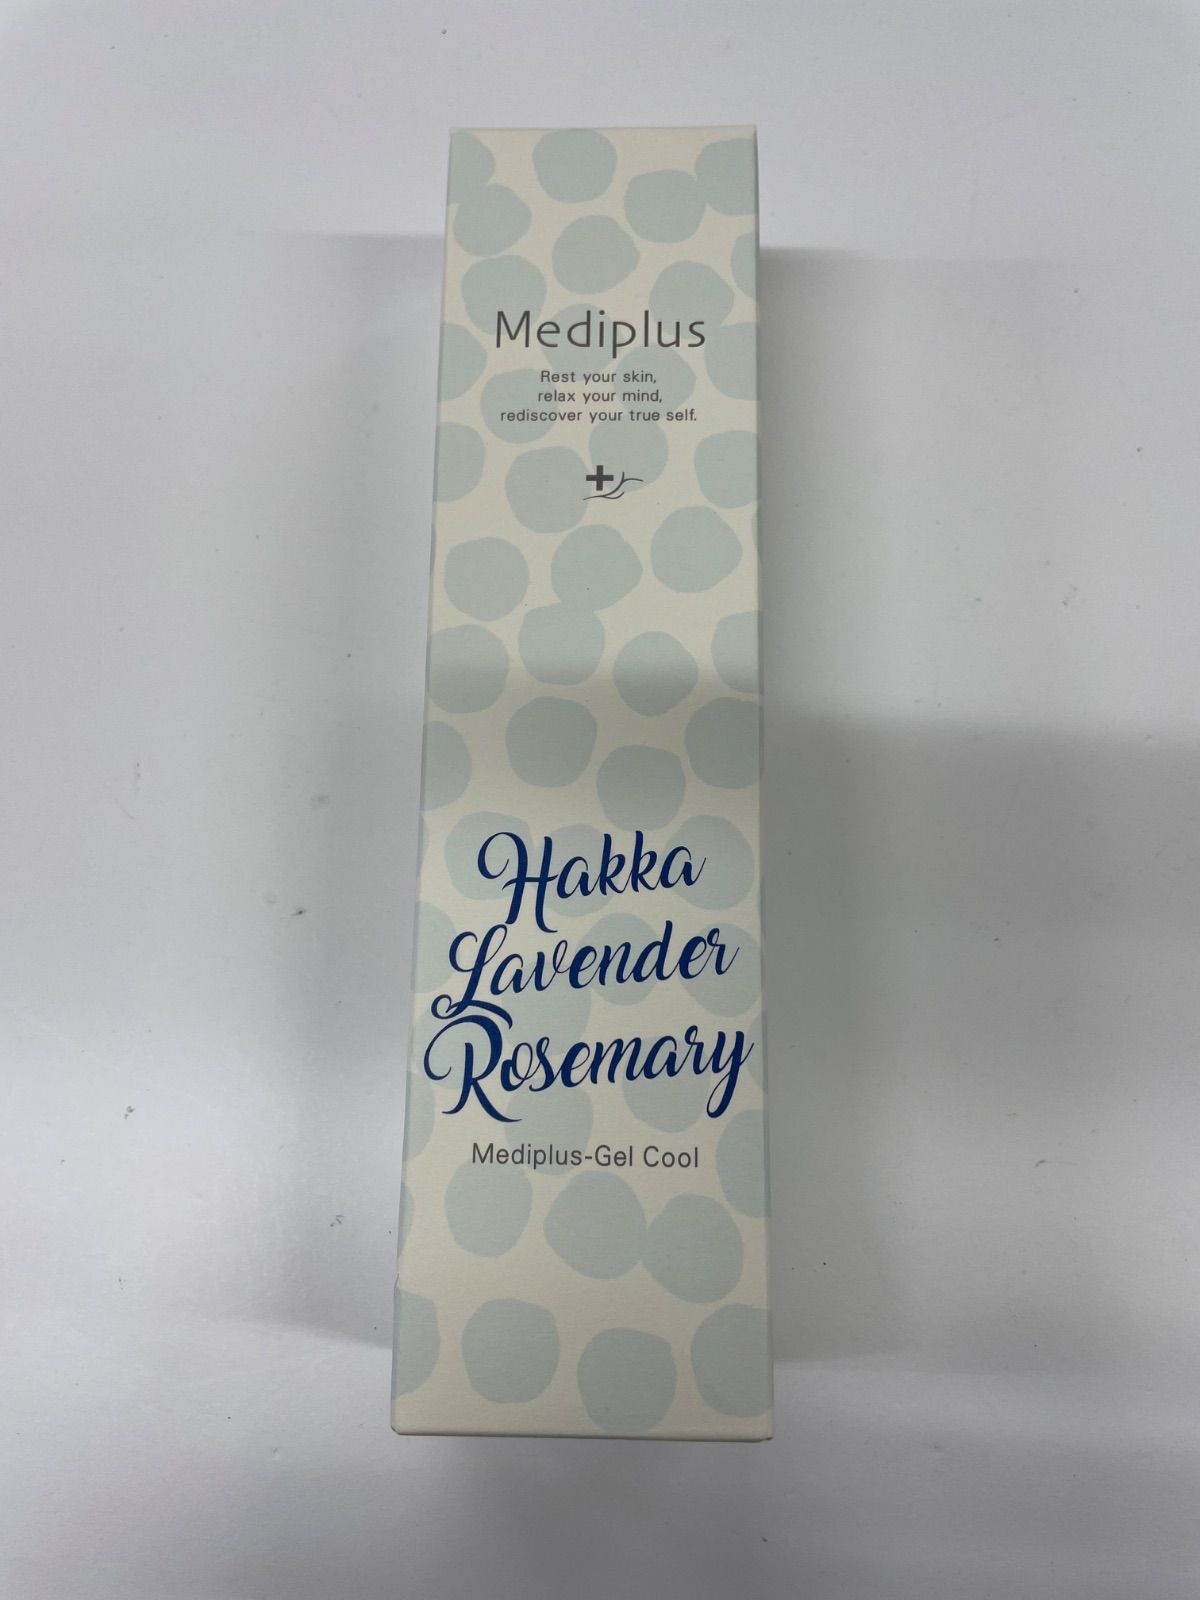 Mediplus
Rest your skin,
relax your mind,
rediscover your true self.
Hakka
Lavender
Rosemary
Mediplus-Gel Cool